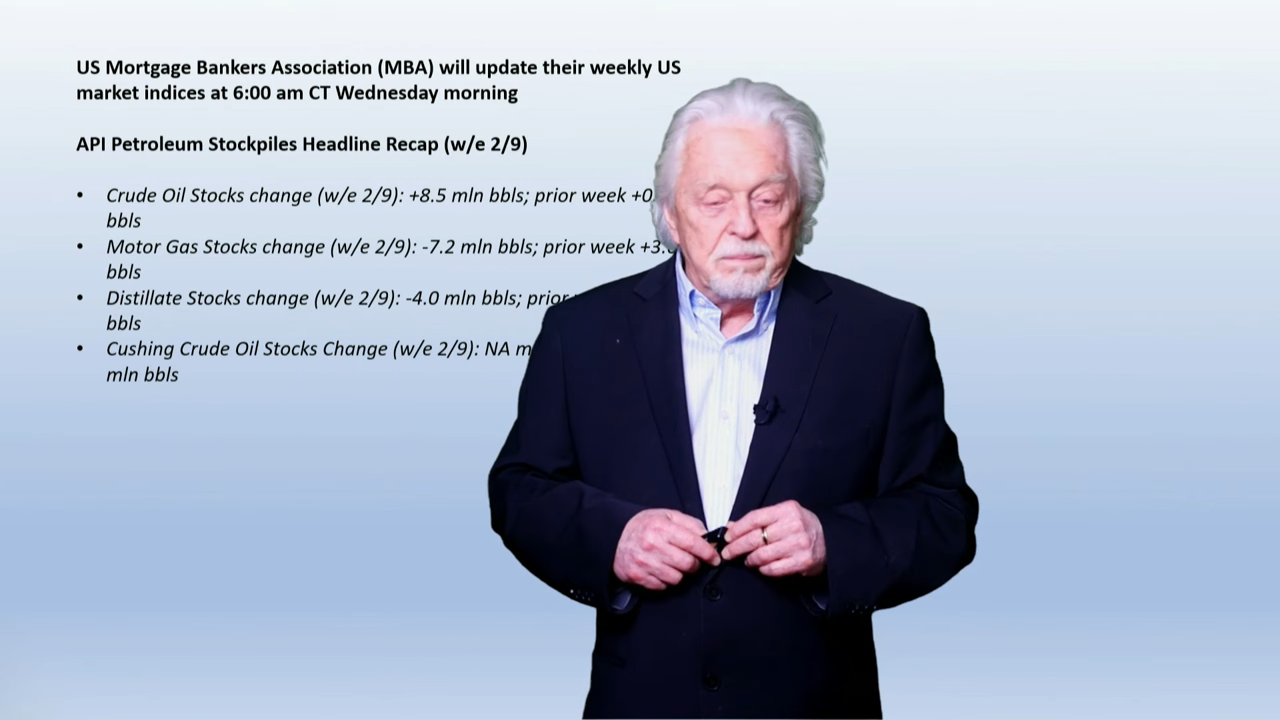 US Mortgage Bankers Association (MBA) will update their weekly US
market indices at 6:00 am CT Wednesday morning
API Petroleum Stockpiles Headline Recap (w/e 2/9)
• Crude Oil Stocks change (w/e 2/9): +8.5 mln bbls; prior week +0
bbls
• Motor Gas Stocks change (w/e 2/9): -7.2 mln bbls; prior week
bbls
• Distillate Stocks change (w/e 2/9): -4.0 mln bbls; prior
bbls
• Cushing Crude Oil Stocks Change (w/e 2/9): NA
mln bbls